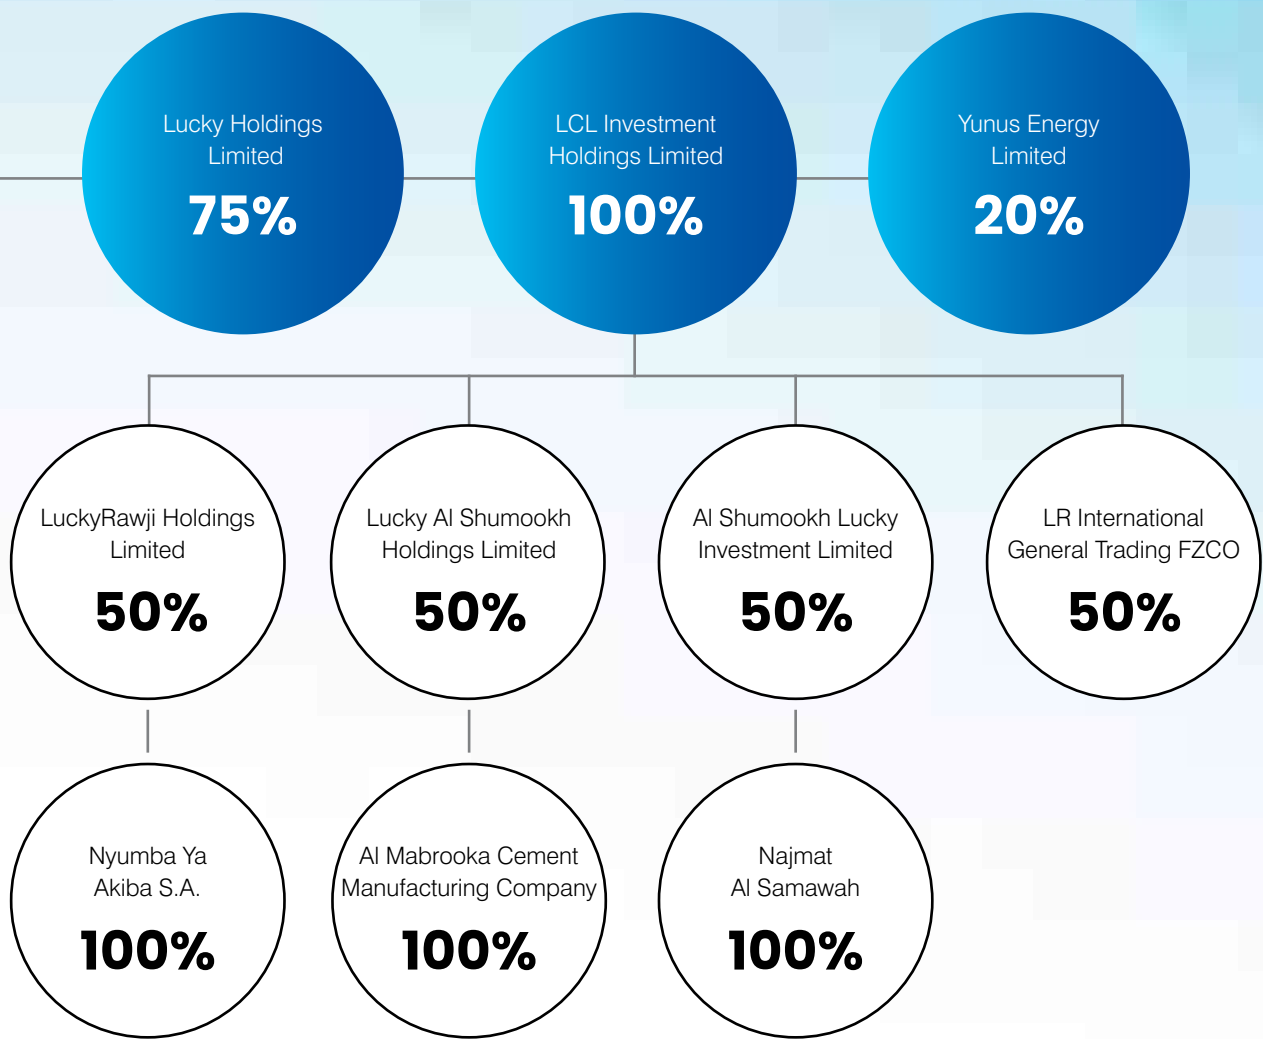 Lucky Holdings
Limited
75%
LCL Investment
Holdings Limited
100%
Yunus Energy
Limited
20%
LuckyRawji Holdings
Limited
50%
Lucky Al Shumookh
Holdings Limited
50%
Al Shumookh Lucky
Investment Limited
50%
LR International
General Trading FZCO
50%
Nyumba Ya
Akiba S.A.
100%
Al Mabrooka Cement
Manufacturing Company
100%
Najmat
Al Samawah
100%